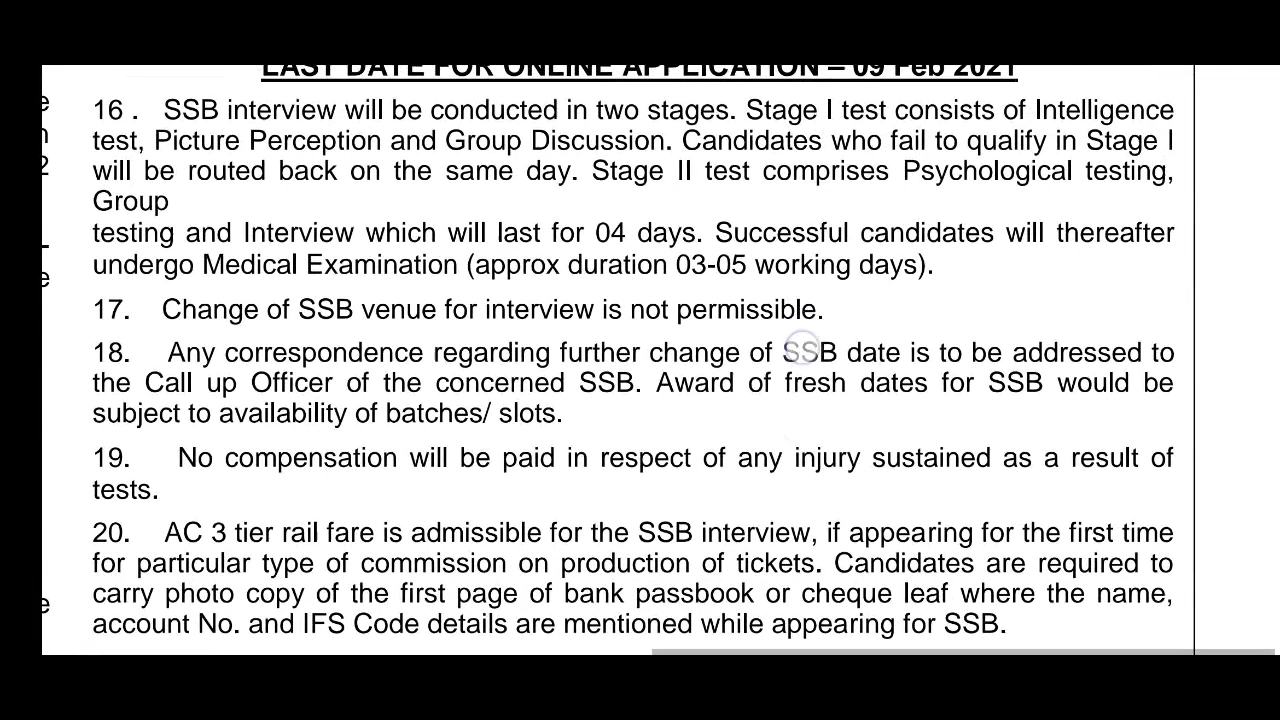 LAST DATE FOR ONLINE APPLICATION – 09 Feb 2021
16 . SSB interview will be conducted in two stages. Stage I test consists of Intelligence
test, Picture Perception and Group Discussion. Candidates who fail to qualify in Stage I
will be routed back on the same day. Stage II test comprises Psychological testing,
Group
testing and Interview which will last for 04 days. Successful candidates will thereafter
undergo Medical Examination (approx duration 03-05 working days).
17. Change of SSB venue for interview is not permissible.
18. Any correspondence regarding further change of SSB date is to be addressed to
the Call up Officer of the concerned SSB. Award of fresh dates for SSB would be
subject to availability of batches/ slots.
19. No compensation will be paid in respect of any injury sustained as a result of
tests.
20. AC 3 tier rail fare is admissible for the SSB interview, if appearing for the first time
for particular type of commission on production of tickets. Candidates are required to
carry photo copy of the first page of bank passbook or cheque leaf where the name,
account No. and IFS Code details are mentioned while appearing for SSB.